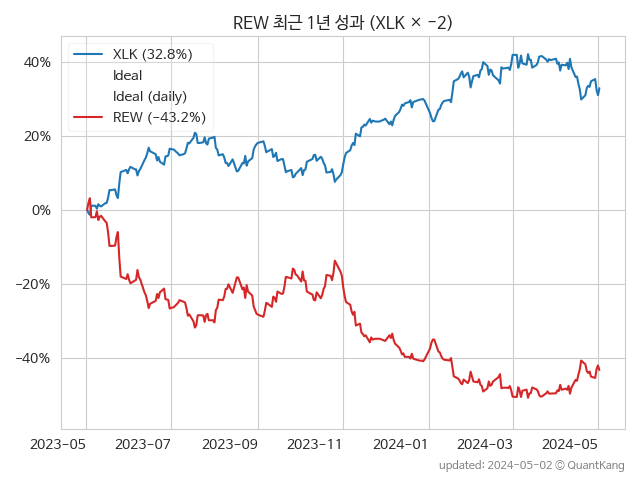 REW 최근 1년 성과 (XLK × −2)
XLK (32.8%)
Ideal
Ideal (daily)
REW (−43.2%)
40%
20%
0%
−20%
−40%
2023−05 2023−07 2023−09 2023−11 2024−01 2024−03 2024−05
updated: 2024-05-02 © QuantKang